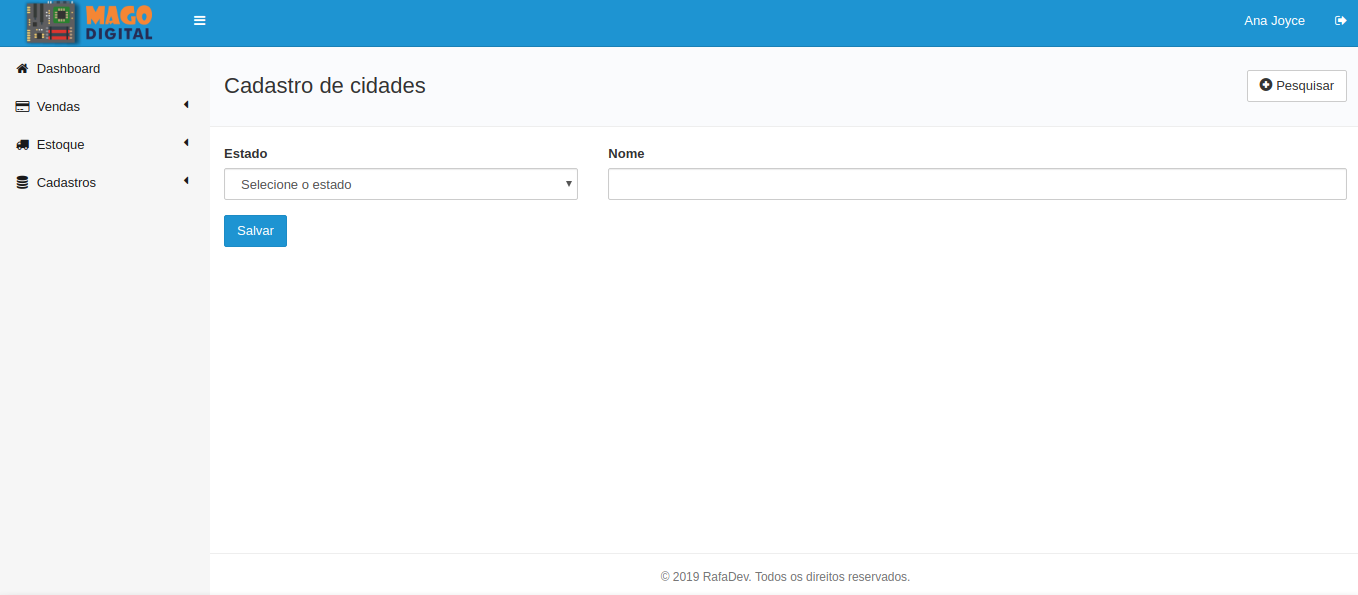 MAGO
DIGITAL
Ana Joyce
Dashboard
Vendas
Estoque
Cadastros
Cadastro de cidades
Pesquisar
Estado
Nome
Selecione o estado
Salvar
© 2019 RafaDev. Todos os direitos reservados.